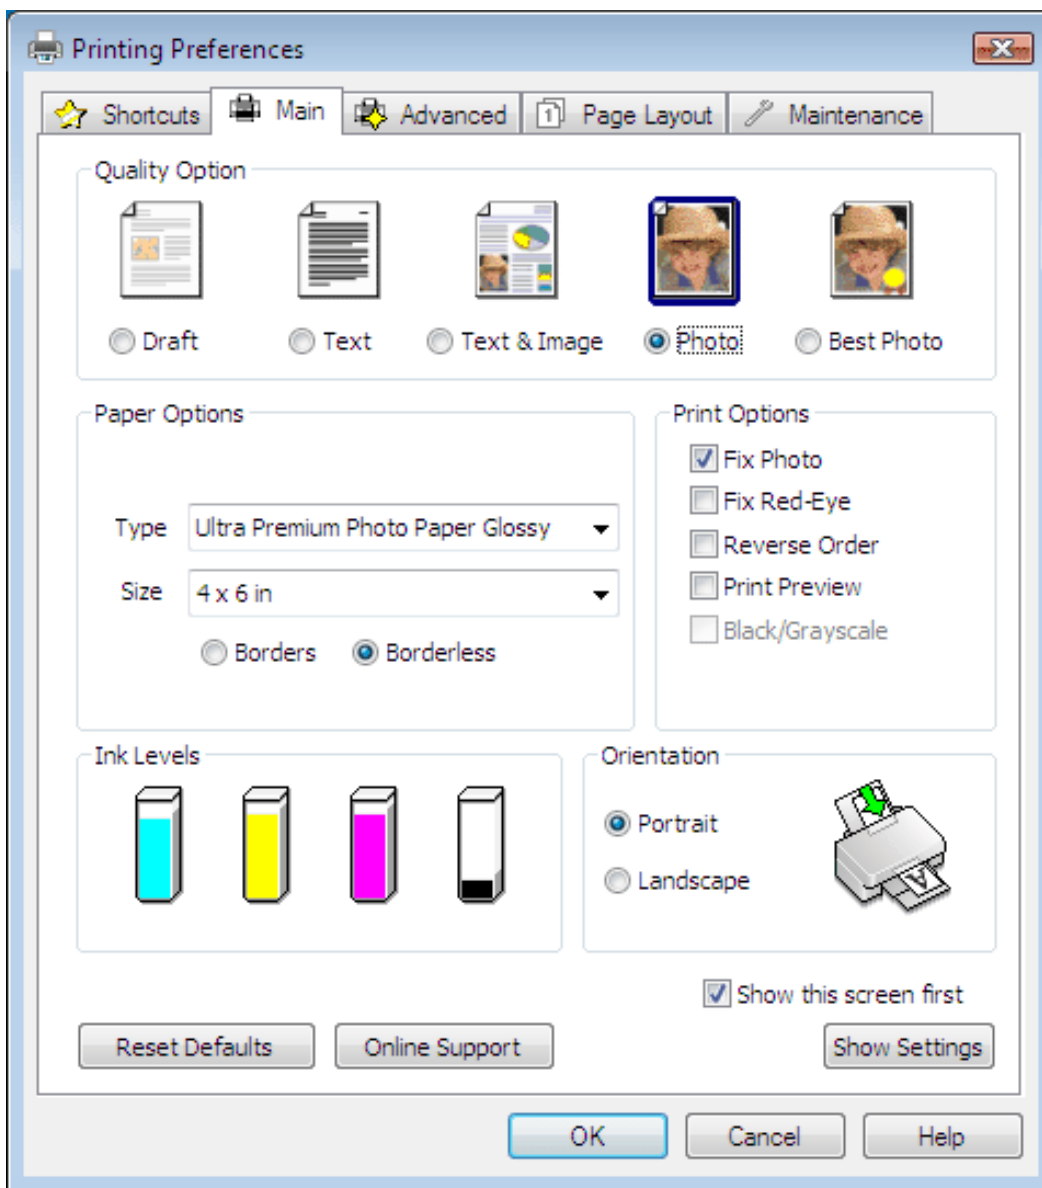 Printing Preferences
Shortcuts Main Advanced 1 Page Layout Maintenance
Quality Option
Draft Text Text & Image Photo Best Photo
Paper Options
Type Ultra Premium Photo Paper Glossy
Size 4 x 6 in
Borders Borderless
Print Options
Fix Photo
Fix Red-Eye
Reverse Order
Print Preview
Black/Grayscale
Ink Levels
Orientation
Portrait
Landscape
A
Show this screen first
Reset Defaults Online Support Show Settings
OK Cancel Help